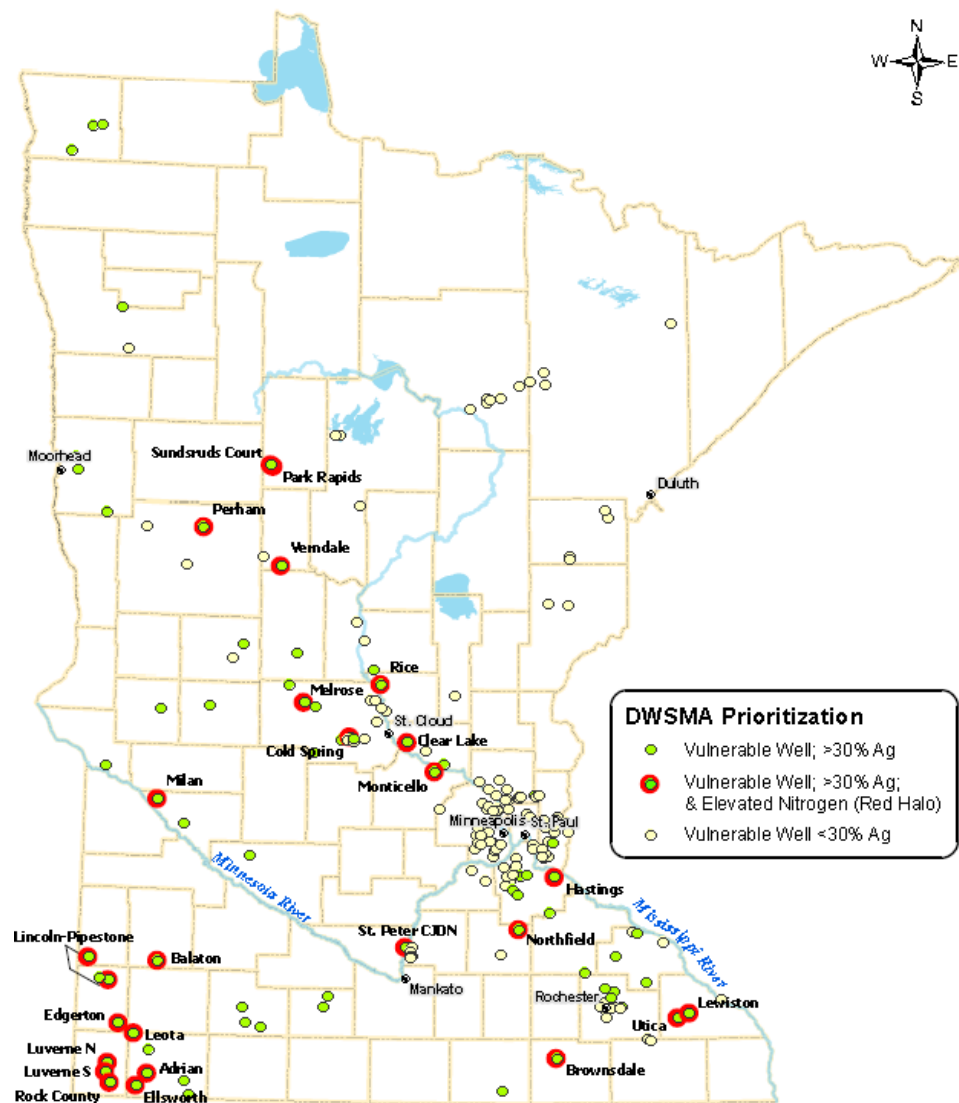 N
W
E
S
Sundsruds Court
Moorhead
Park Rapids
Duluth
Perham
Verndale
Rice
Melrose
St. Cloud
Cold Spring
Clear Lake
Monticello
Milan
DWSMA Prioritization
Vulnerable Well; >30% Ag
Vulnerable Well; >30% Ag;
& Elevated Nitrogen (Red Halo)
Vulnerable Well <30% Ag
Minneapolis
St. Paul
Minnesota River
Hastings
Mississippi River
Lincoln-Pipestone
Balaton
St. Peter CJDN
Northfield
Mankato
Rochester
Lewiston
Utica
Edgerton
Leota
Luverne N
Luverne S
Adrian
Rock County
Ellsworth
Brownsdale